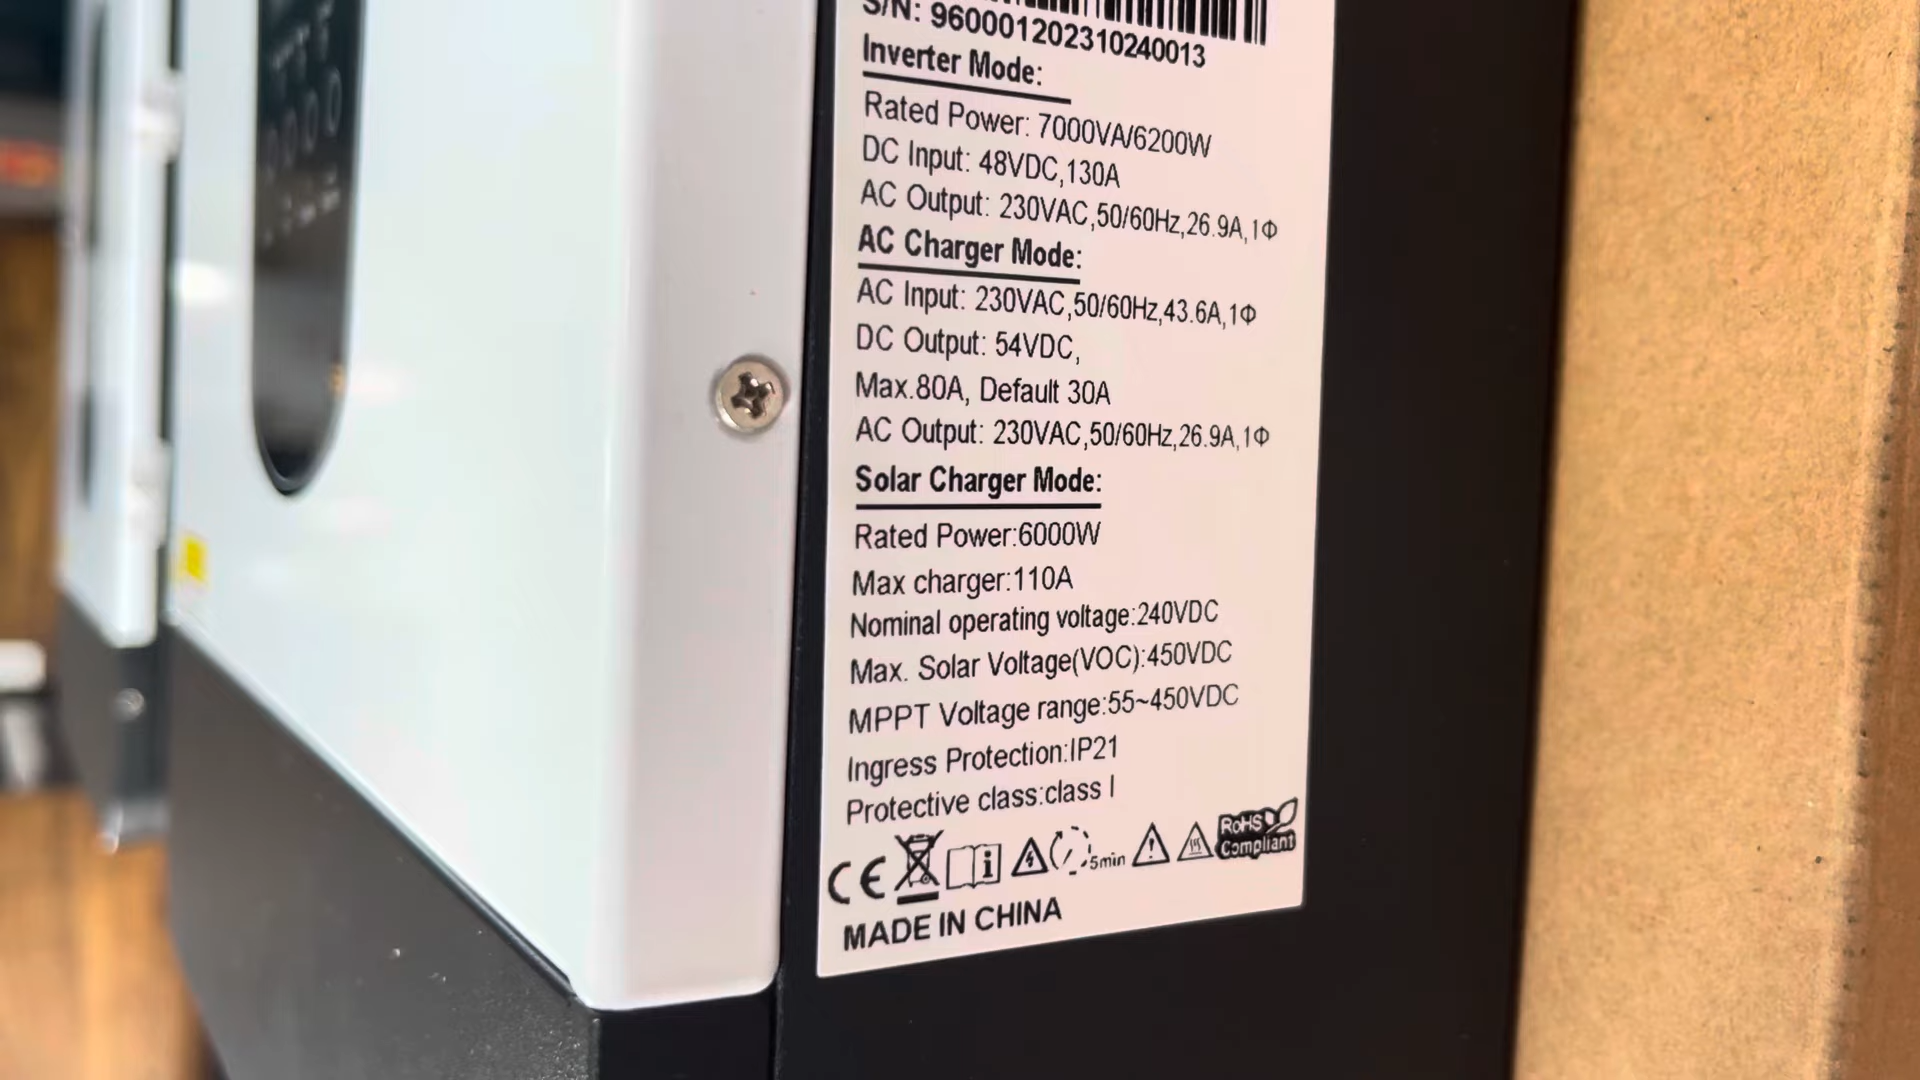 S/N: 96000120231024​0013
Inverter Mode:
Rated Power: 7000VA/6200W
DC Input: 48VDC,130A
AC Output: 230VAC,50/60Hz,26.9A,1Φ
AC Charger Mode:
AC Input: 230VAC,50/60Hz,43.6A,1Φ
DC Output: 54VDC,
Max.80A, Default 30A
AC Output: 230VAC,50/60Hz,26.9A,1Φ
Solar Charger Mode:
Rated Power:6000W
Max charger:110A
Nominal operating voltage:240VDC
Max. Solar Voltage(VOC):450VDC
MPPT Voltage range:55~450VDC
Ingress Protection:IP21
Protective class:class I
CE i 5min RoHS
Compliant
MADE IN CHINA